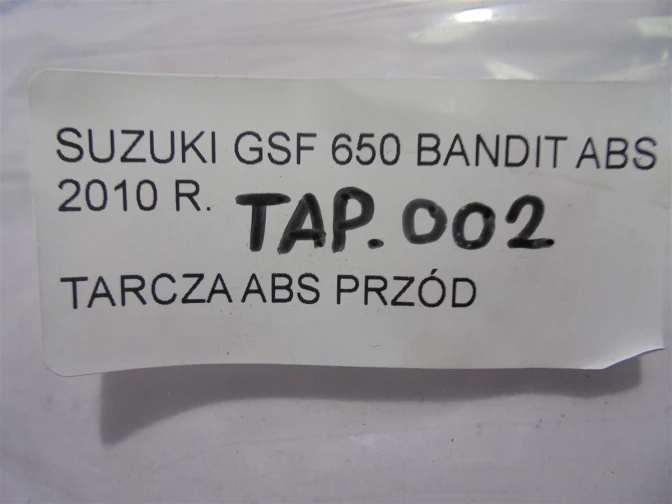 SUZUKI GSF 650 BANDIT ABS
2010 R. TAP.002
TARCZA ABS PRZÓD